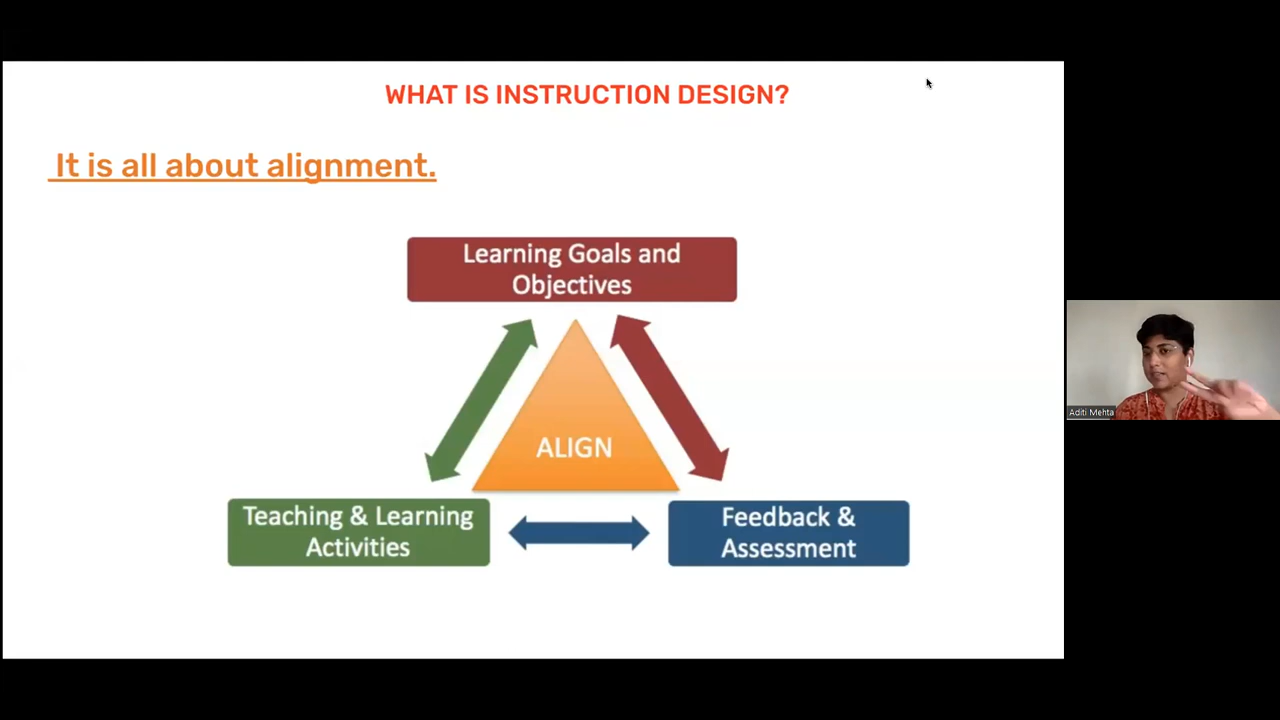 WHAT IS INSTRUCTION DESIGN?
It is all about alignment.
Learning Goals and
Objectives
ALIGN
Teaching & Learning
Activities
Feedback &
Assessment
Aditi Mehta